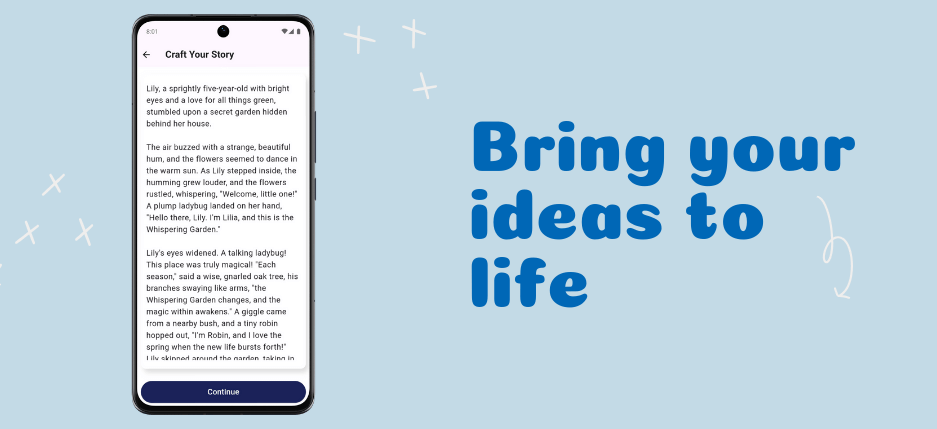 8:01
Craft Your Story
Lily, a sprightly five-year-old with bright
eyes and a love for all things green,
stumbled upon a secret garden hidden
behind her house.
The air buzzed with a strange, beautiful
hum, and the flowers seemed to dance in
the warm sun. As Lily stepped inside, the
humming grew louder, and the flowers
rustled, whispering, "Welcome, little one!"
A plump ladybug landed on her hand,
"Hello there, Lily. I'm Lilia, and this is the
Whispering Garden."
Lily's eyes widened. A talking ladybug!
This place was truly magical! "Each
season," said a wise, gnarled oak tree, his
branches swaying like arms, "the
Whispering Garden changes, and the
magic within awakens." A giggle came
from a nearby bush, and a tiny robin
hopped out, "I'm Robin, and I love the
spring when the new life bursts forth!"
Lily skipped around the garden, taking in
Continue
Bring your
ideas to
life